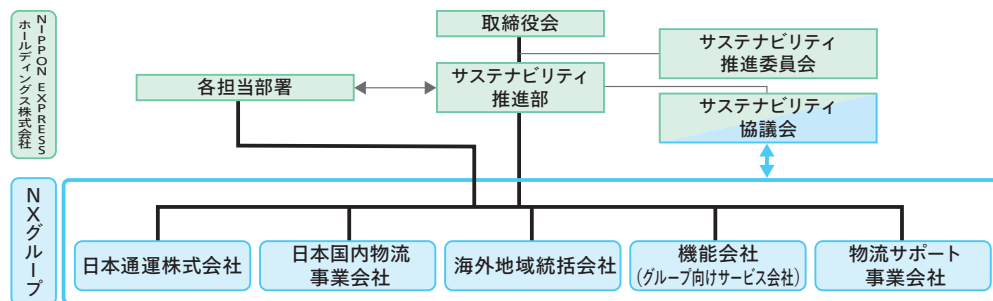 NIPPON EXPRESS
ホールディングス株式会社
取締役会
サステナビリティ
推進委員会
各担当部署
サステナビリティ
推進部
サステナビリティ
協議会
NXグループ
日本通運株式会社
日本国内物流
事業会社
海外地域統括会社
機能会社
(グループ向けサービス会社)
物流サポート
事業会社